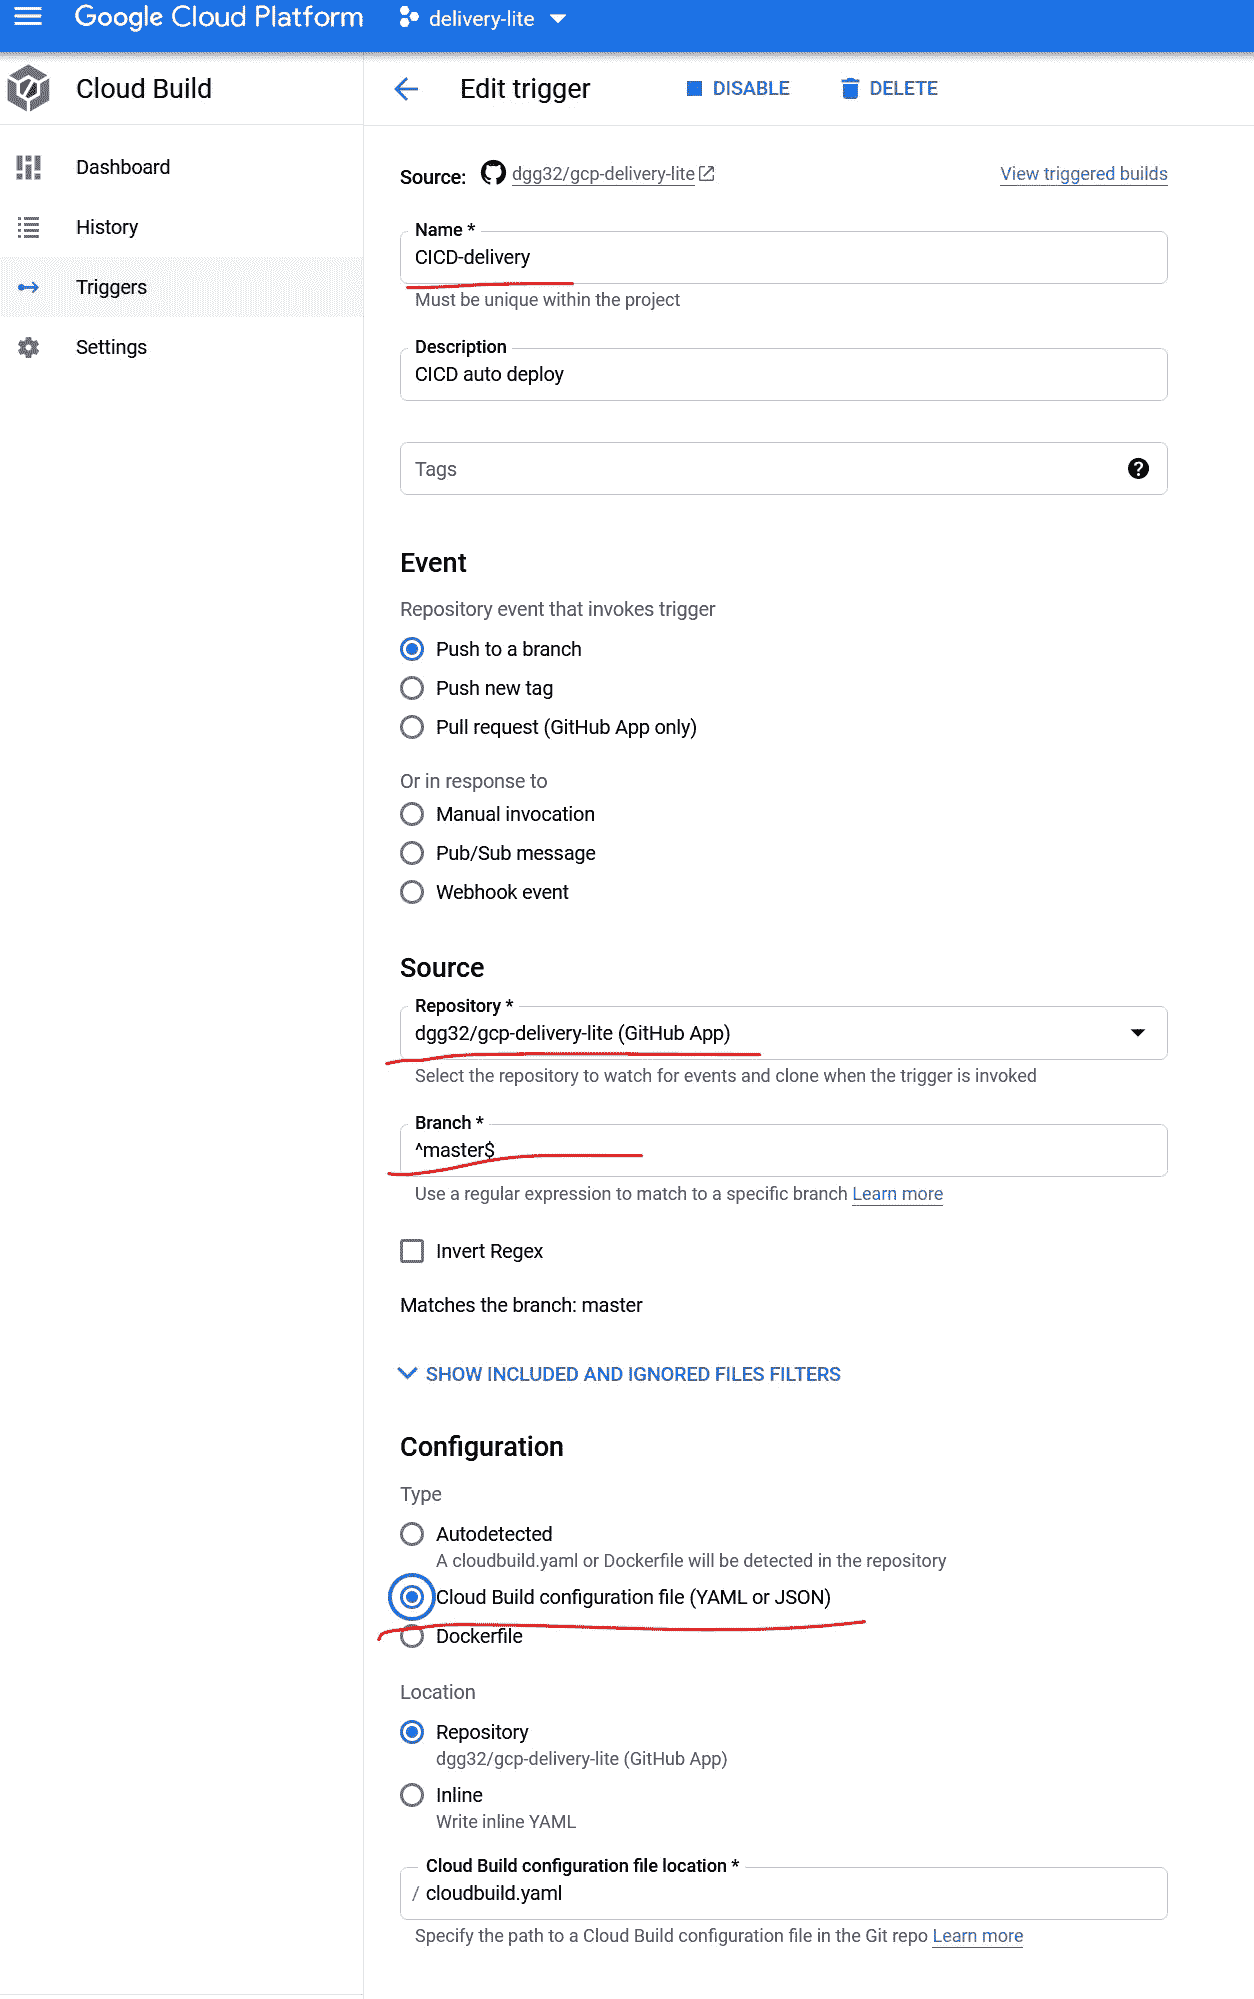 Google Cloud Platform delivery-lite
Cloud Build
Edit trigger DISABLE DELETE
Dashboard
History
Triggers
Settings
Source: dgg32/gcp-delivery-lite View triggered builds
Name *
CICD-delivery
Must be unique within the project
Description
CICD auto deploy
Tags
Event
Repository event that invokes trigger
Push to a branch
Push new tag
Pull request (GitHub App only)
Or in response to
Manual invocation
Pub/Sub message
Webhook event
Source
Repository *
dgg32/gcp-delivery-lite (GitHub App)
Select the repository to watch for events and clone when the trigger is invoked
Branch *
^master$
Use a regular expression to match to a specific branch Learn more
Invert Regex
Matches the branch: master
SHOW INCLUDED AND IGNORED FILES FILTERS
Configuration
Type
Autodetected
A cloudbuild.yaml or Dockerfile will be detected in the repository
Cloud Build configuration file (YAML or JSON)
Dockerfile
Location
Repository
dgg32/gcp-delivery-lite (GitHub App)
Inline
Write inline YAML
Cloud Build configuration file location *
/ cloudbuild.yaml
Specify the path to a Cloud Build configuration file in the Git repo Learn more